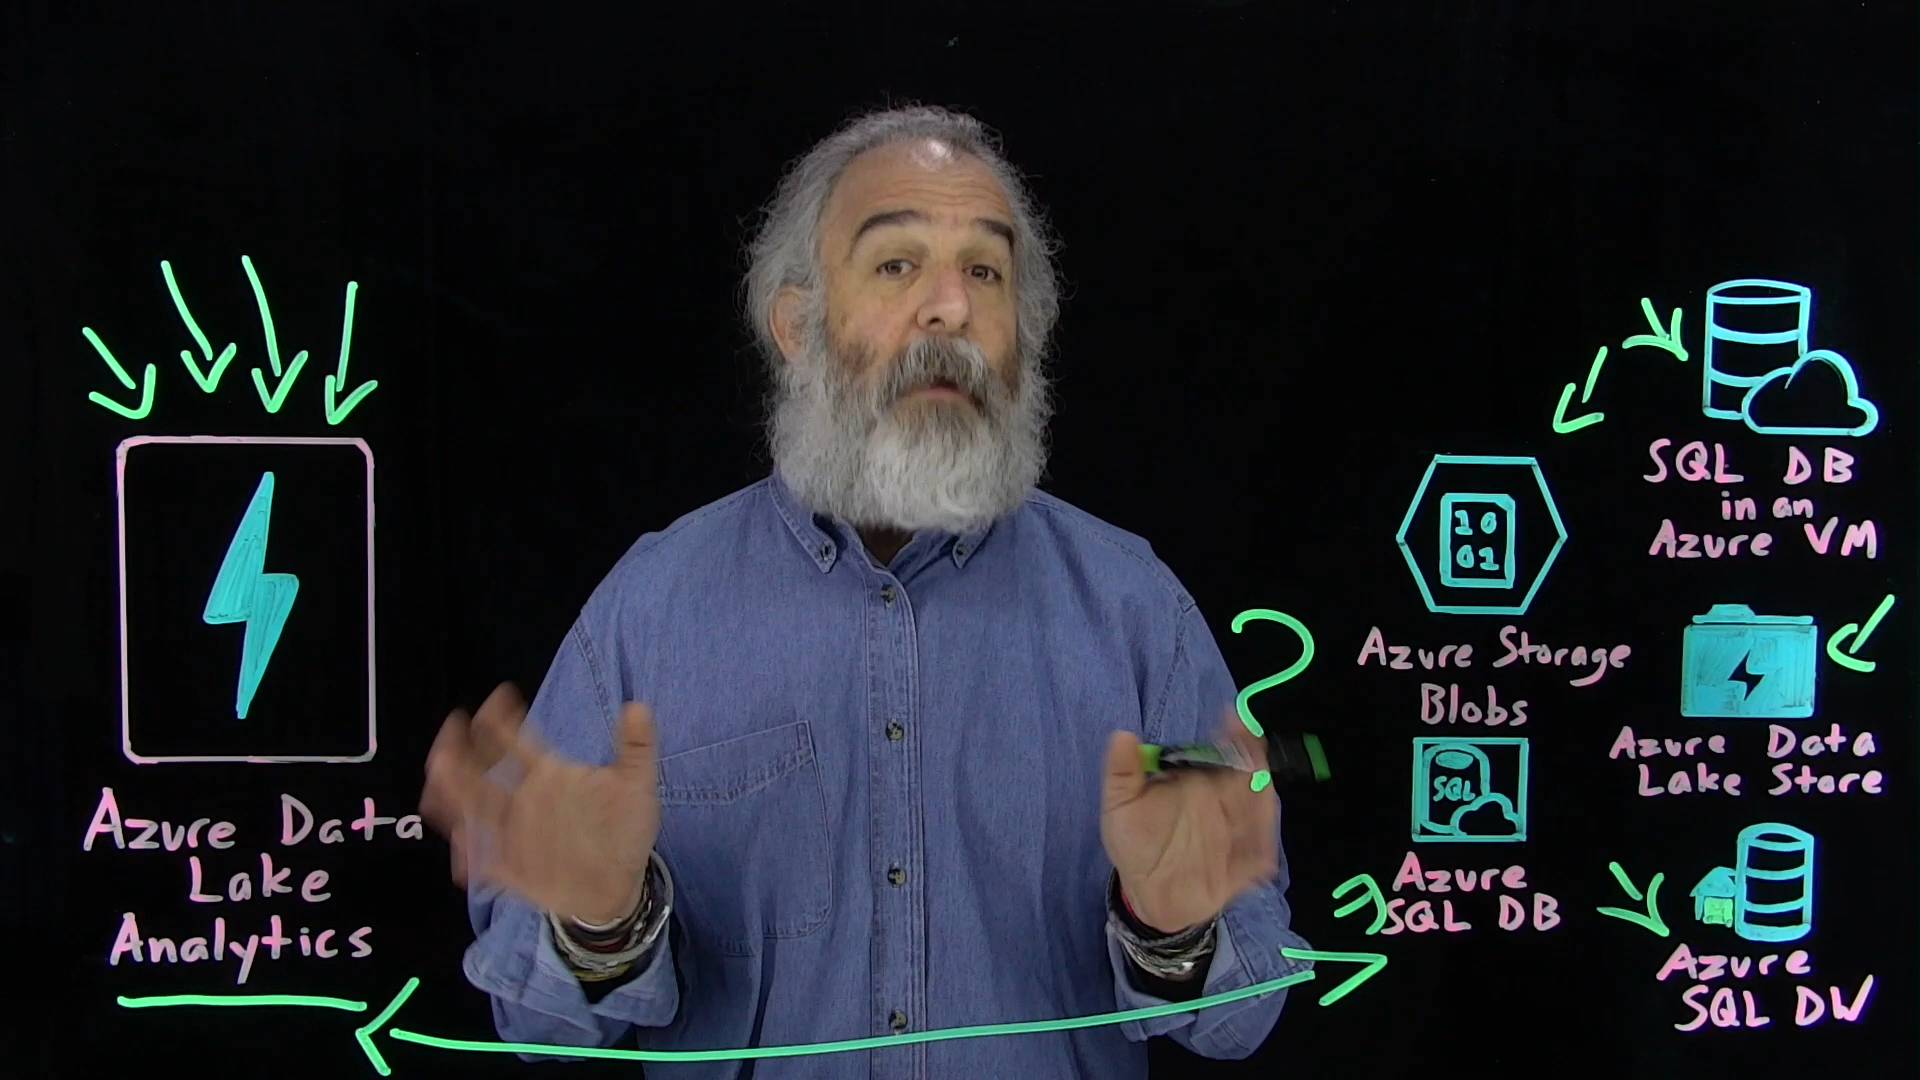 Azure Data
Lake
Analytics
?
10
01
Azure Storage
Blobs
SQL
Azure
SQL DB
SQL DB
in an
Azure VM
Azure Data
Lake Store
Azure
SQL DW